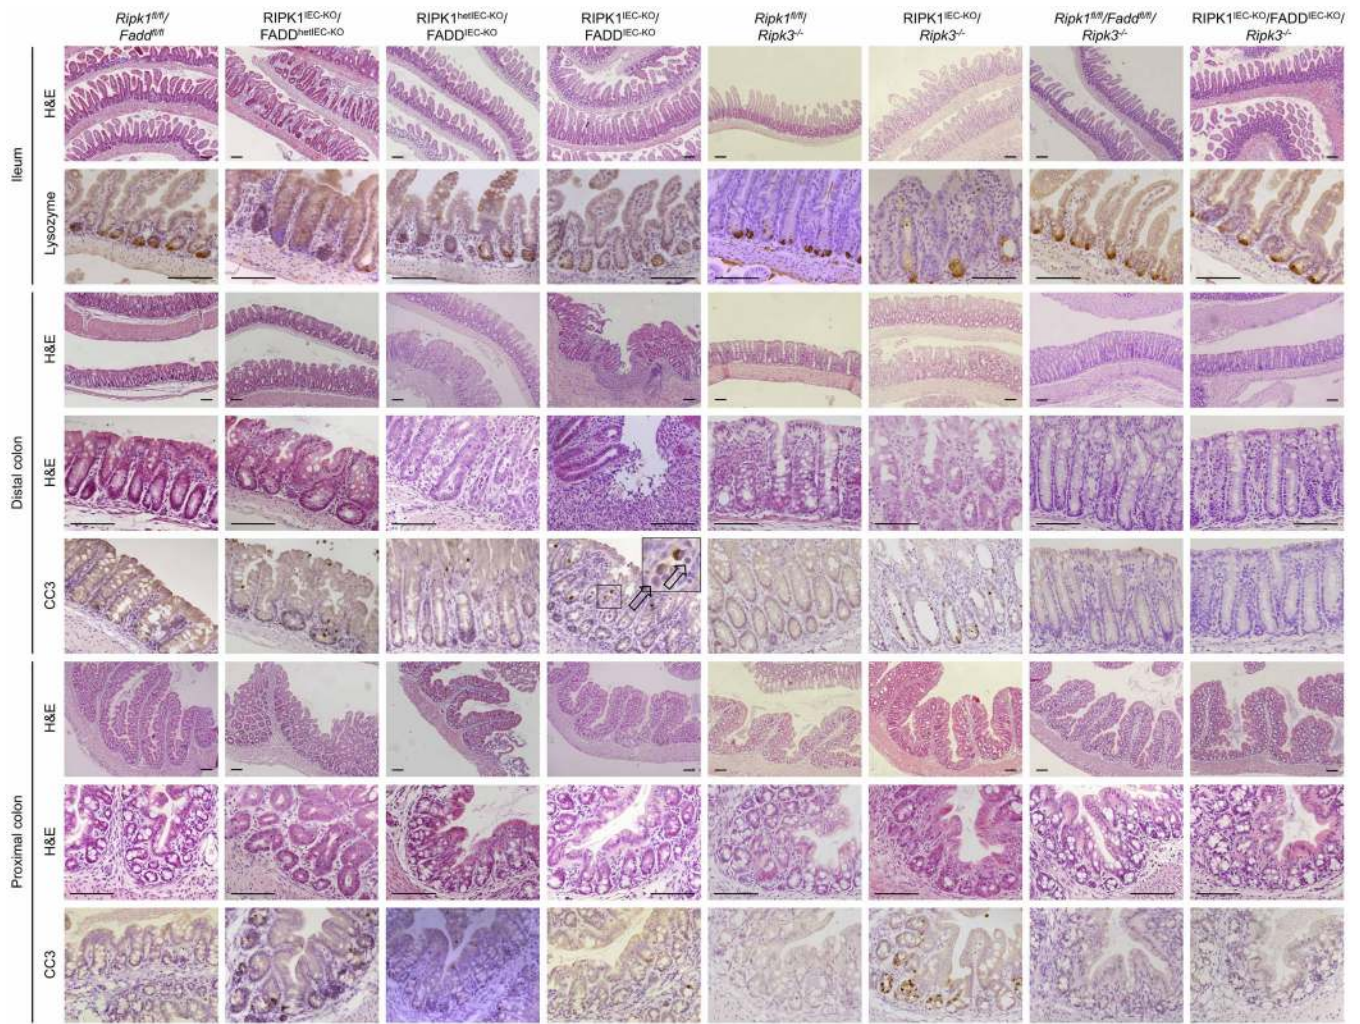 Ripk1fl/fl/ RIPK1IEC-KO/ RIPK1hetIEC-KO/ RIPK1IEC-KO/ Ripk1fl/fl/ RIPK1IEC-KO/ Ripk1fl/fl/Faddfl/fl/ RIPK1IEC-KO/FADDIEC-KO/
Faddfl/fl FADDhetIEC-KO FADDIEC-KO FADDIEC-KO Ripk3-/- Ripk3-/- Ripk3-/- Ripk3-/-
Ileum
H&E
Lysozyme
Distal colon
H&E
H&E
CC3
Proximal colon
H&E
H&E
CC3